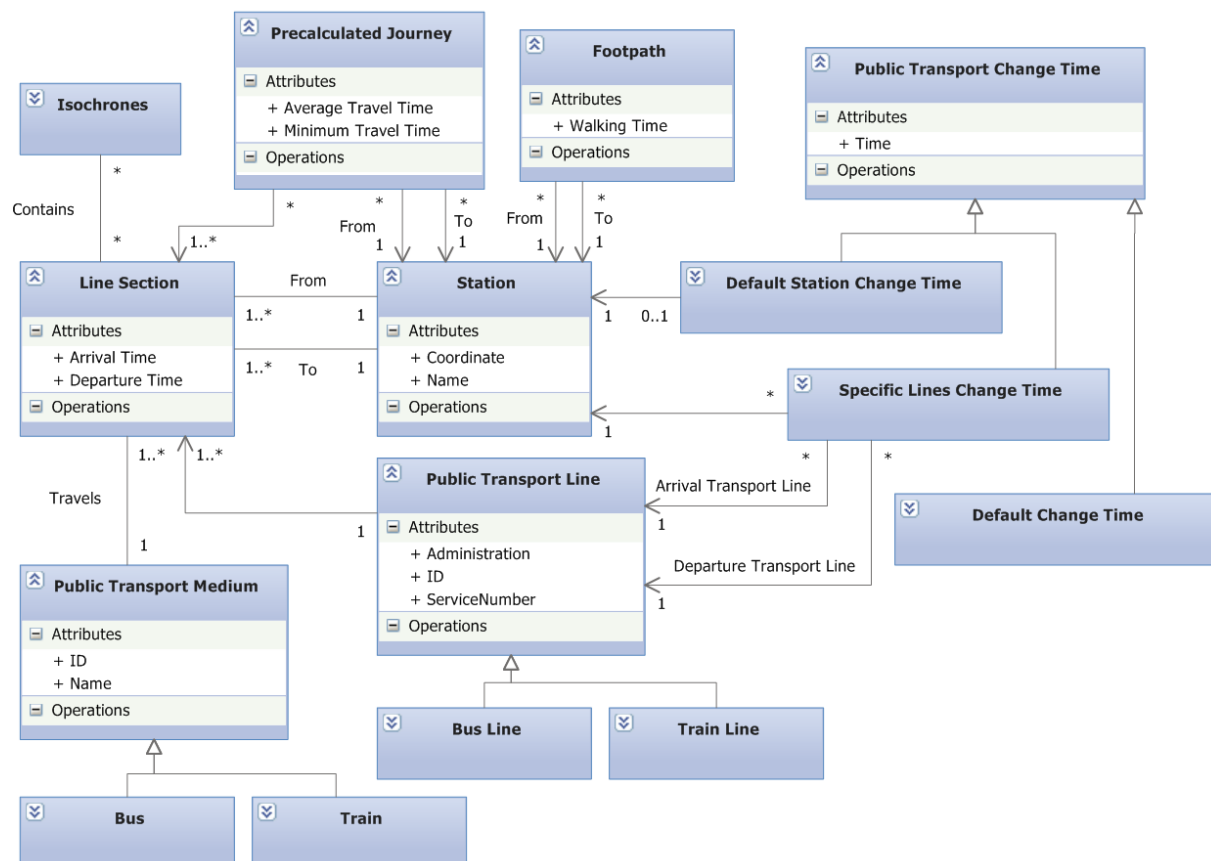 Isochrones
*
Contains
*
Precalculated Journey
Attributes
+ Average Travel Time
+ Minimum Travel Time
Operations
*
1..*
*
From
1
*
To
1
Footpath
Attributes
+ Walking Time
Operations
*
From
1
*
To
1
Public Transport Change Time
Attributes
+ Time
Operations
Line Section
Attributes
+ Arrival Time
+ Departure Time
Operations
From
1..*
1
1..*
To
1
Station
Attributes
+ Coordinate
+ Name
Operations
Default Station Change Time
1
0..1
Specific Lines Change Time
*
1
*
*
Arrival Transport Line
1
Departure Transport Line
1
Default Change Time
1..*
1..*
Travels
1
1
Public Transport Line
Attributes
+ Administration
+ ID
+ ServiceNumber
Operations
Public Transport Medium
Attributes
+ ID
+ Name
Operations
Bus Line
Train Line
Bus
Train